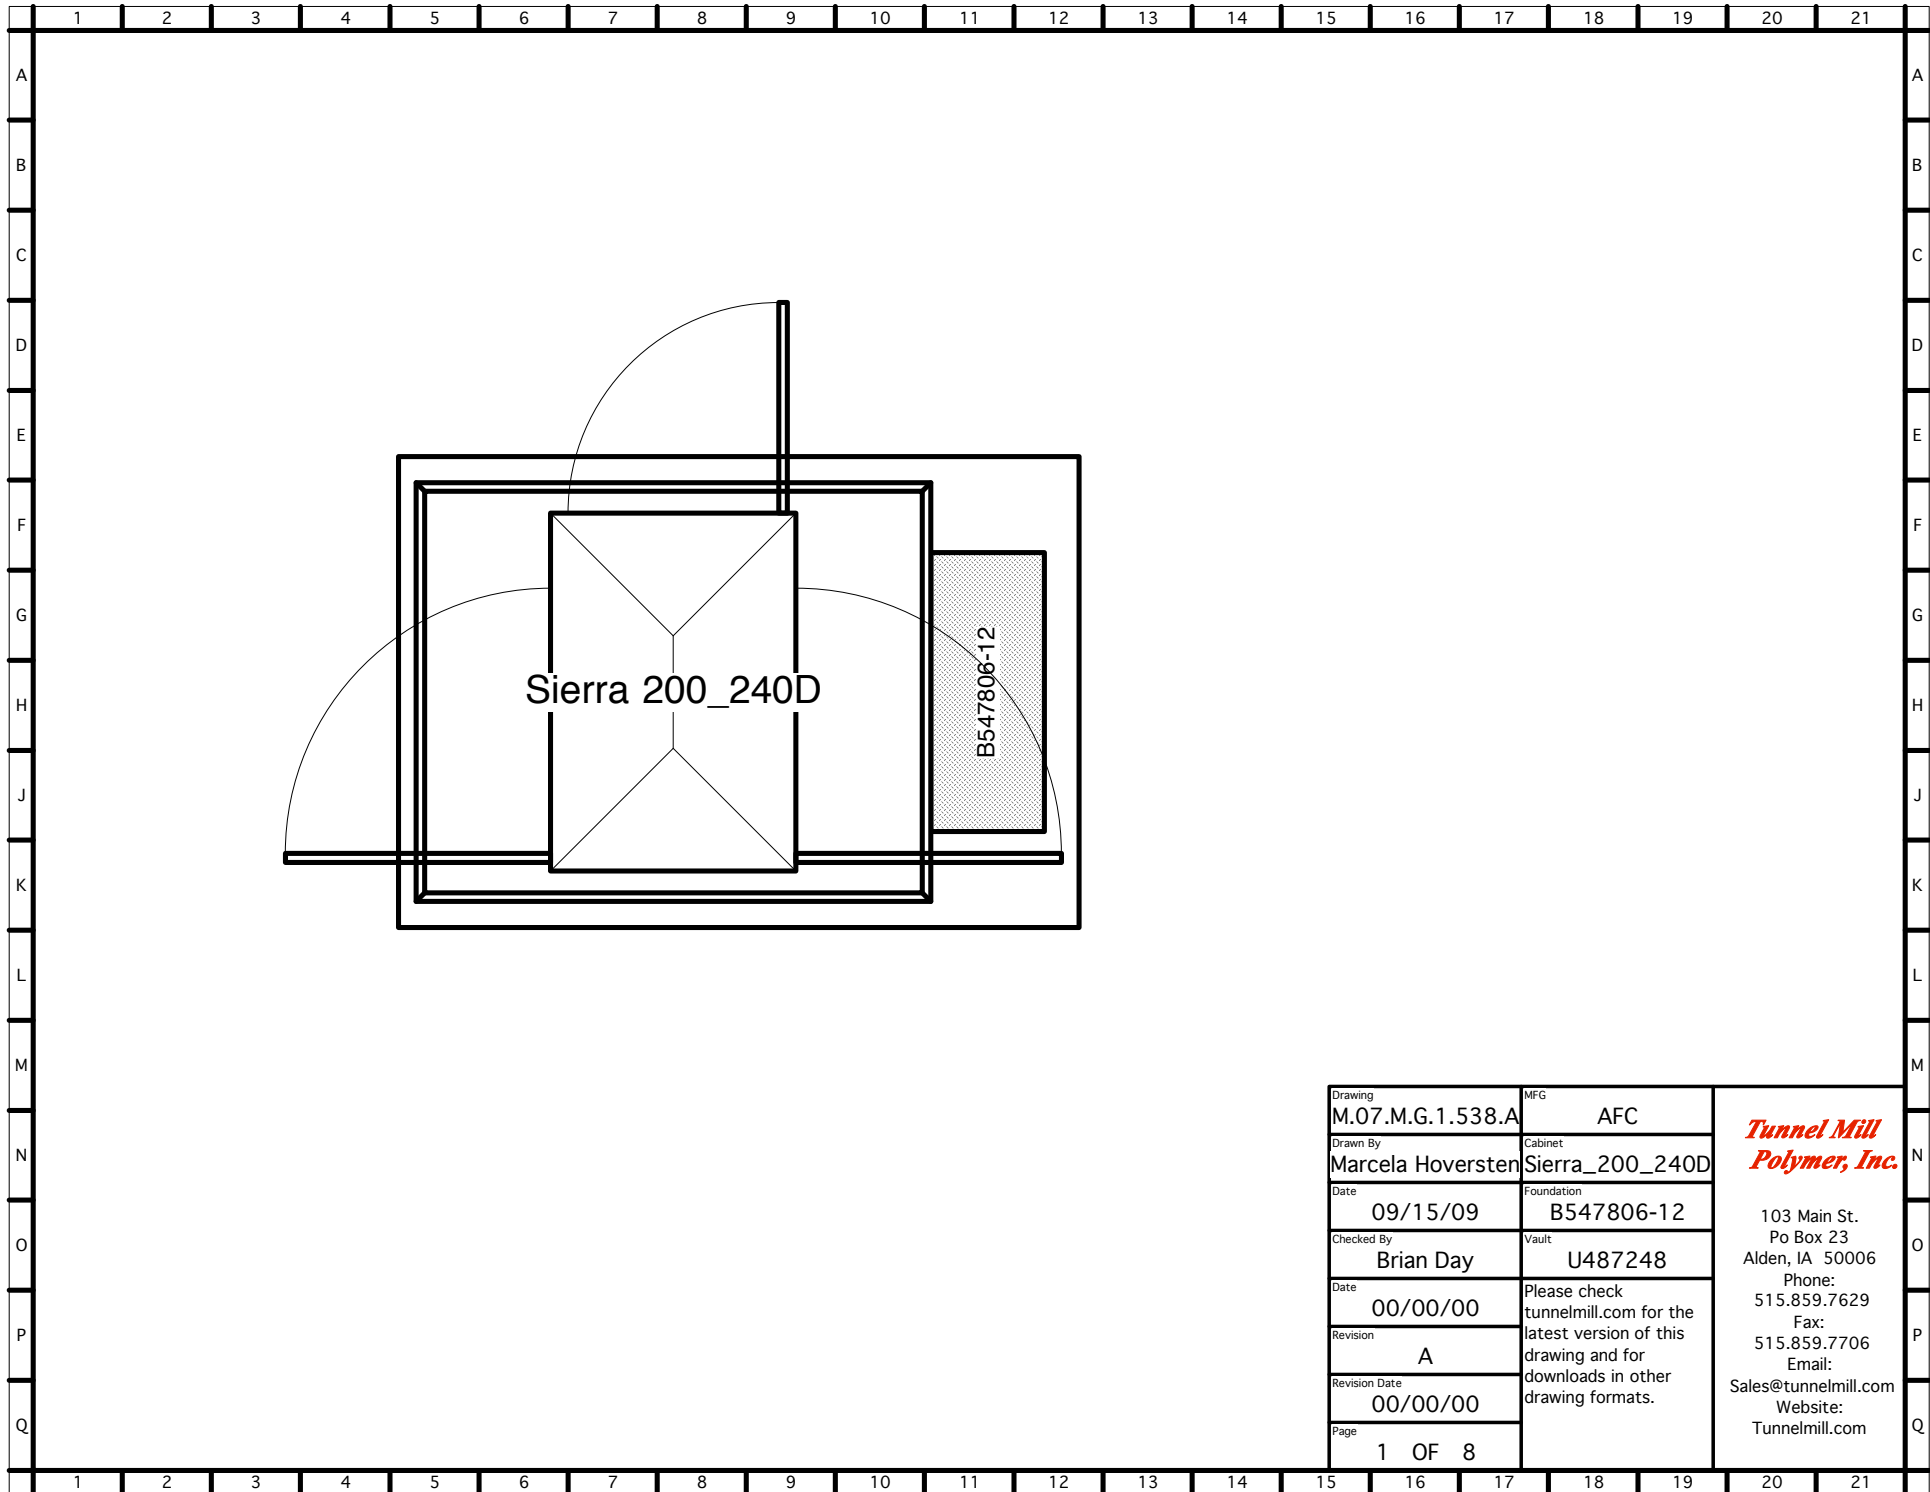 1 2 3 4 5 6 7 8 9 10 11 12 13 14 15 16 17 18 19 20 21
A A
B B
C C
D D
E E
F F
G G
H H
J J
K K
L L
M M
N N
O O
P P
Q Q
Sierra 200_240D
B547806-12
Drawing
M.07.M.G.1.538.A
MFG
AFC
Drawn By
Marcela Hoversten
Cabinet
Sierra_200_240D
Date
09/15/09
Foundation
B547806-12
Checked By
Brian Day
Vault
U487248
Date
00/00/00
Revision
A
Revision Date
00/00/00
Page
1 OF 8
Please check
tunnelmill.com for the
latest version of this
drawing and for
downloads in other
drawing formats.
Tunnel Mill
Polymer, Inc.
103 Main St.
Po Box 23
Alden, IA 50006
Phone:
515.859.7629
Fax:
515.859.7706
Email:
Sales@tunnelmill.com
Website:
Tunnelmill.com
1 2 3 4 5 6 7 8 9 10 11 12 13 14 15 16 17 18 19 20 21